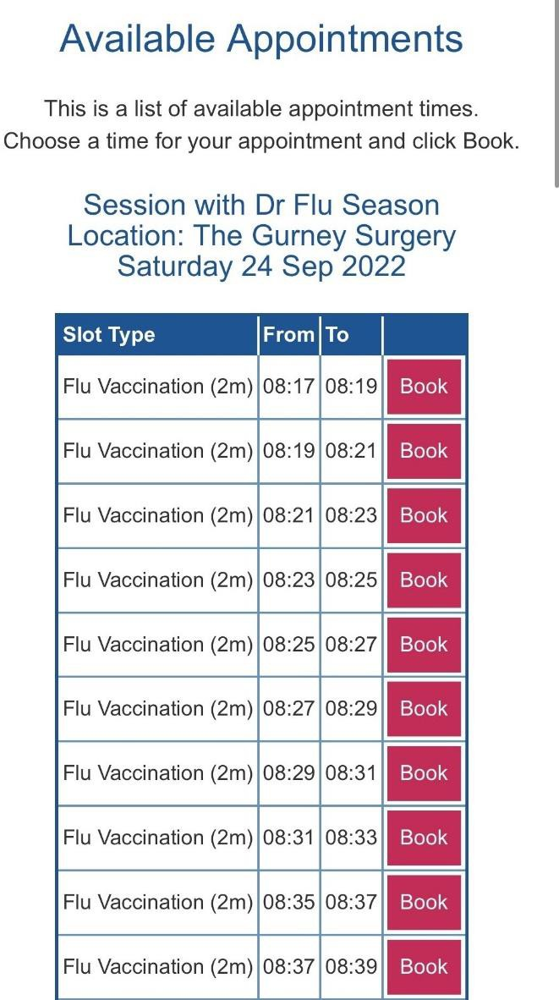 Available Appointments
This is a list of available appointment times.
Choose a time for your appointment and click Book.
Session with Dr Flu Season
Location: The Gurney Surgery
Saturday 24 Sep 2022
Slot Type From To
Flu Vaccination (2m) 08:17 08:19 Book
Flu Vaccination (2m) 08:19 08:21 Book
Flu Vaccination (2m) 08:21 08:23 Book
Flu Vaccination (2m) 08:23 08:25 Book
Flu Vaccination (2m) 08:25 08:27 Book
Flu Vaccination (2m) 08:27 08:29 Book
Flu Vaccination (2m) 08:29 08:31 Book
Flu Vaccination (2m) 08:31 08:33 Book
Flu Vaccination (2m) 08:35 08:37 Book
Flu Vaccination (2m) 08:37 08:39 Book